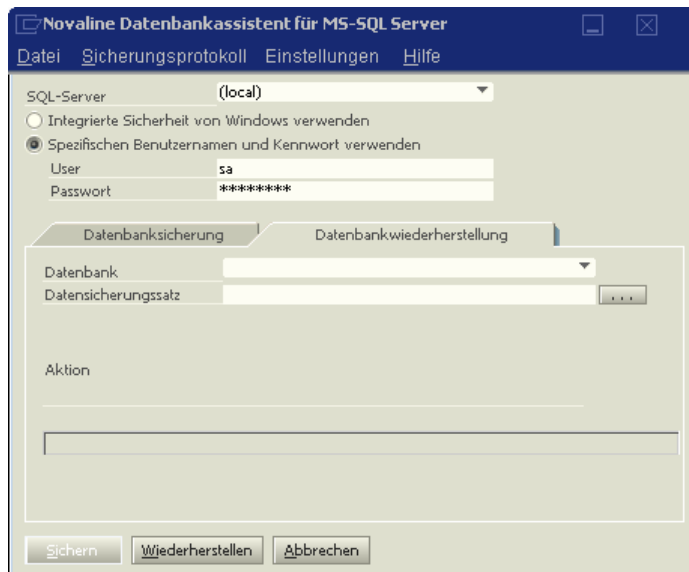 Novaline Datenbankassistent für MS-SQL Server
Datei Sicherungsprotokoll Einstellungen Hilfe
SQL-Server (local)
Integrierte Sicherheit von Windows verwenden
Spezifischen Benutzernamen und Kennwort verwenden
User sa
Passwort ********
Datenbanksicherung Datenbankwiederherstellung
Datenbank
Datensicherungssatz ...
Aktion
Sichern Wiederherstellen Abbrechen